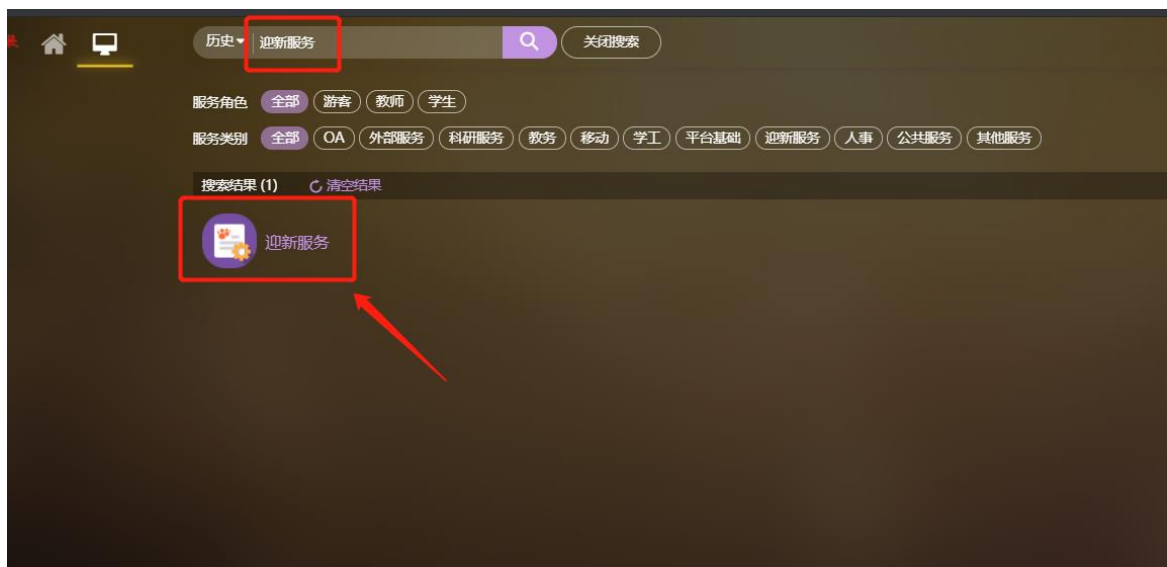 历史 迎新服务 关闭搜索
服务角色 全部 游客 教师 学生
服务类别 全部 OA 外部服务 科研服务 教务 移动 学工 平台基础 迎新服务 人事 公共服务 其他服务
搜索结果 (1) 清空结果
迎新服务